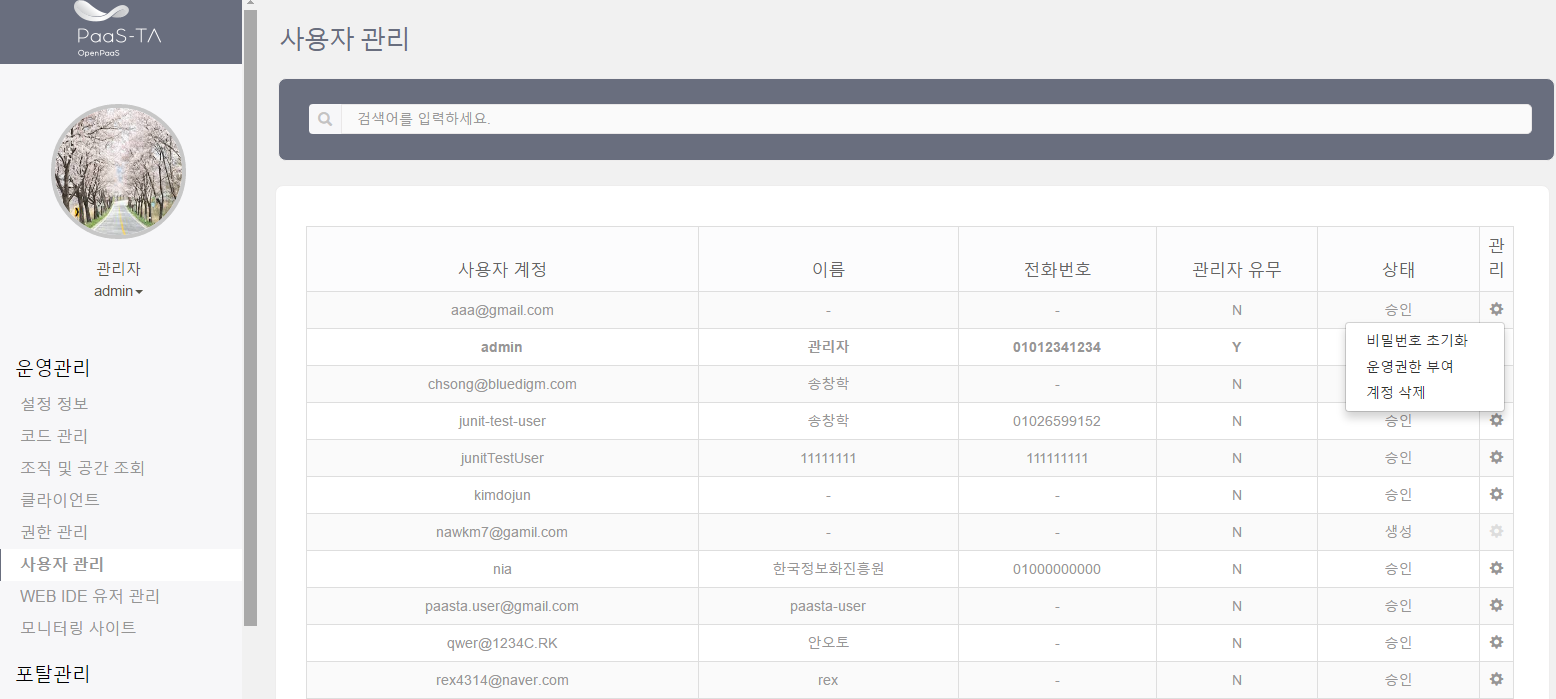 PaaS-TA
OpenPaaS
관리자
admin
운영관리
설정 정보
코드 관리
조직 및 공간 조회
클라이언트
권한 관리
사용자 관리
WEB IDE 유저 관리
모니터링 사이트
포탈관리
사용자 관리
검색어를 입력하세요.
사용자 계정 이름 전화번호 관리자 유무 상태 관리
aaa@gmail.com - - N 승인
admin 관리자 01012341234 Y
chsong@bluedigm.com 송창학 - N
비밀번호 초기화
운영권한 부여
계정 삭제
junit-test-user 송창학 01026599152 N 승인
junitTestUser 11111111 111111111 N 승인
kimdojun - - N 승인
nawkm7@gamil.com - - N 생성
nia 한국정보화진흥원 01000000000 N 승인
paasta.user@gmail.com paasta-user - N 승인
qwer@1234C.RK 안오토 - N 승인
rex4314@naver.com rex - N 승인